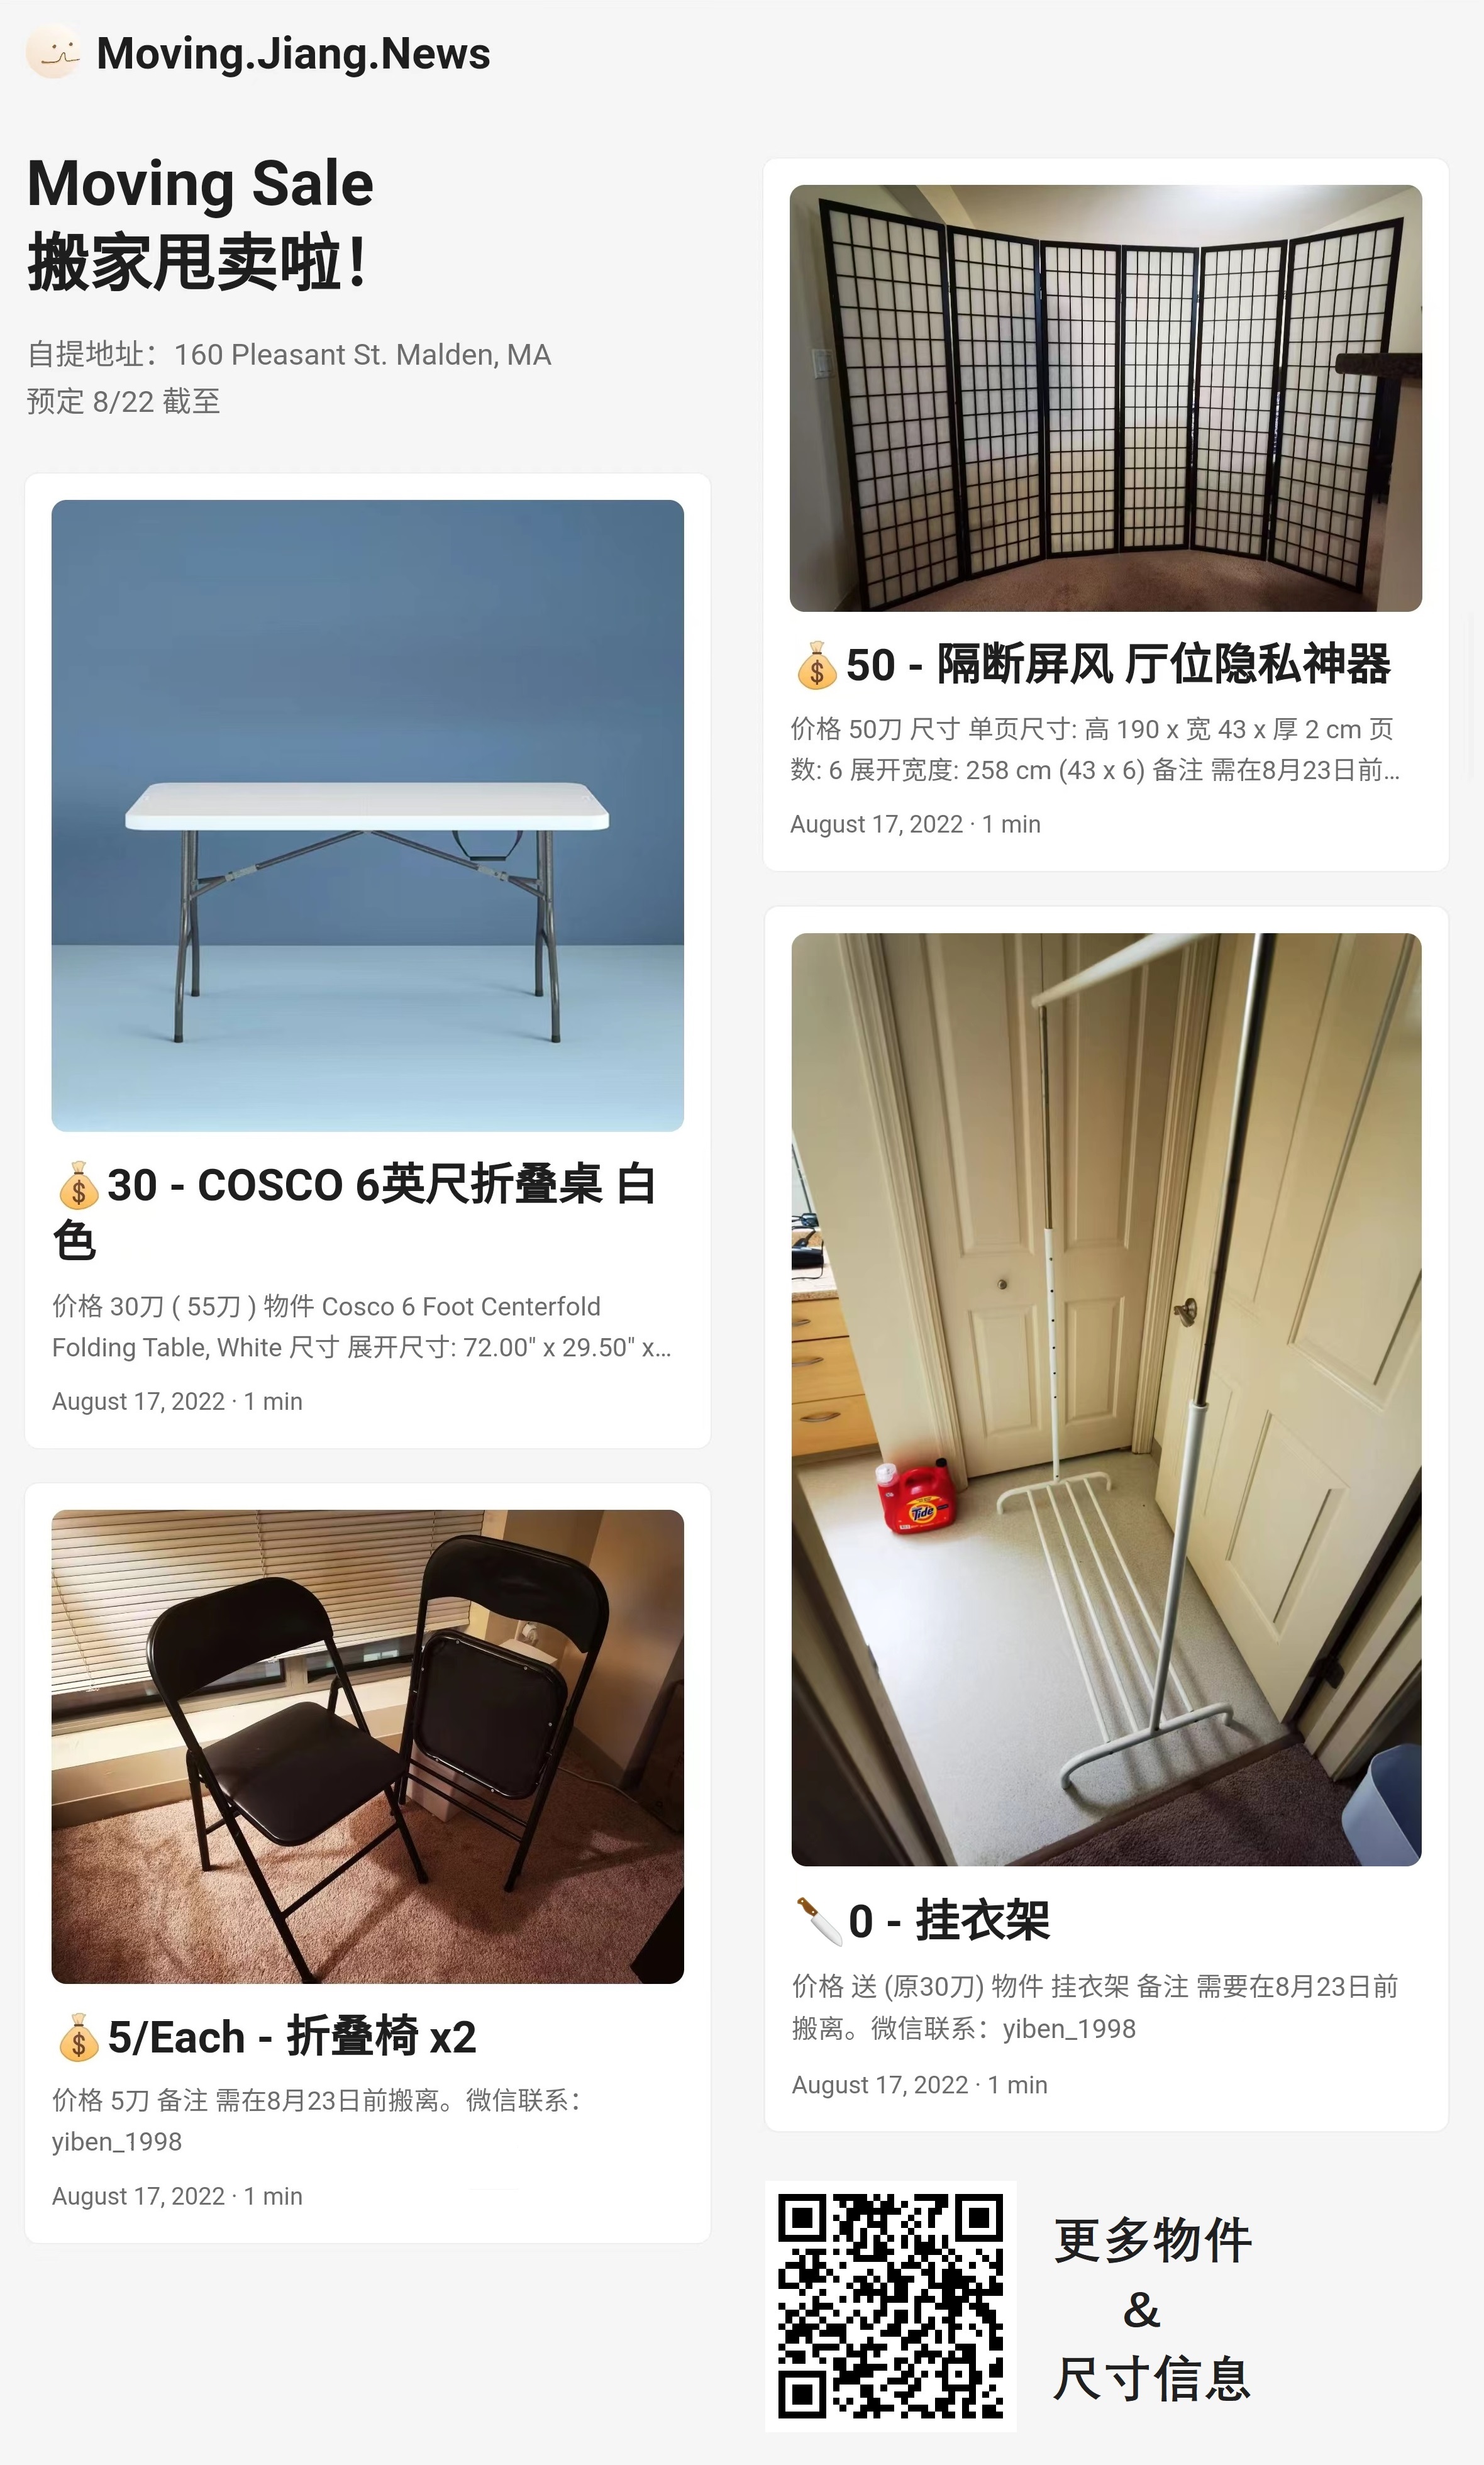 Moving.Jiang.News
Moving Sale
搬家甩卖啦！
自提地址：160 Pleasant St. Malden, MA
预定 8/22 截至
💰30 - COSCO 6英尺折叠桌 白
色
价格 30刀 ( 55刀 ) 物件 Cosco 6 Foot Centerfold
Folding Table, White 尺寸 展开尺寸: 72.00" x 29.50" x...
August 17, 2022 · 1 min
💰5/Each - 折叠椅 x2
价格 5刀 备注 需在8月23日前搬离。微信联系：
yiben_1998
August 17, 2022 · 1 min
💰50 - 隔断屏风 厅位隐私神器
价格 50刀 尺寸 单页尺寸: 高 190 x 宽 43 x 厚 2 cm 页
数: 6 展开宽度: 258 cm (43 x 6) 备注 需在8月23日前...
August 17, 2022 · 1 min
Tide
🔪0 - 挂衣架
价格 送 (原30刀) 物件 挂衣架 备注 需要在8月23日前
搬离。微信联系：yiben_1998
August 17, 2022 · 1 min
更多物件
&
尺寸信息